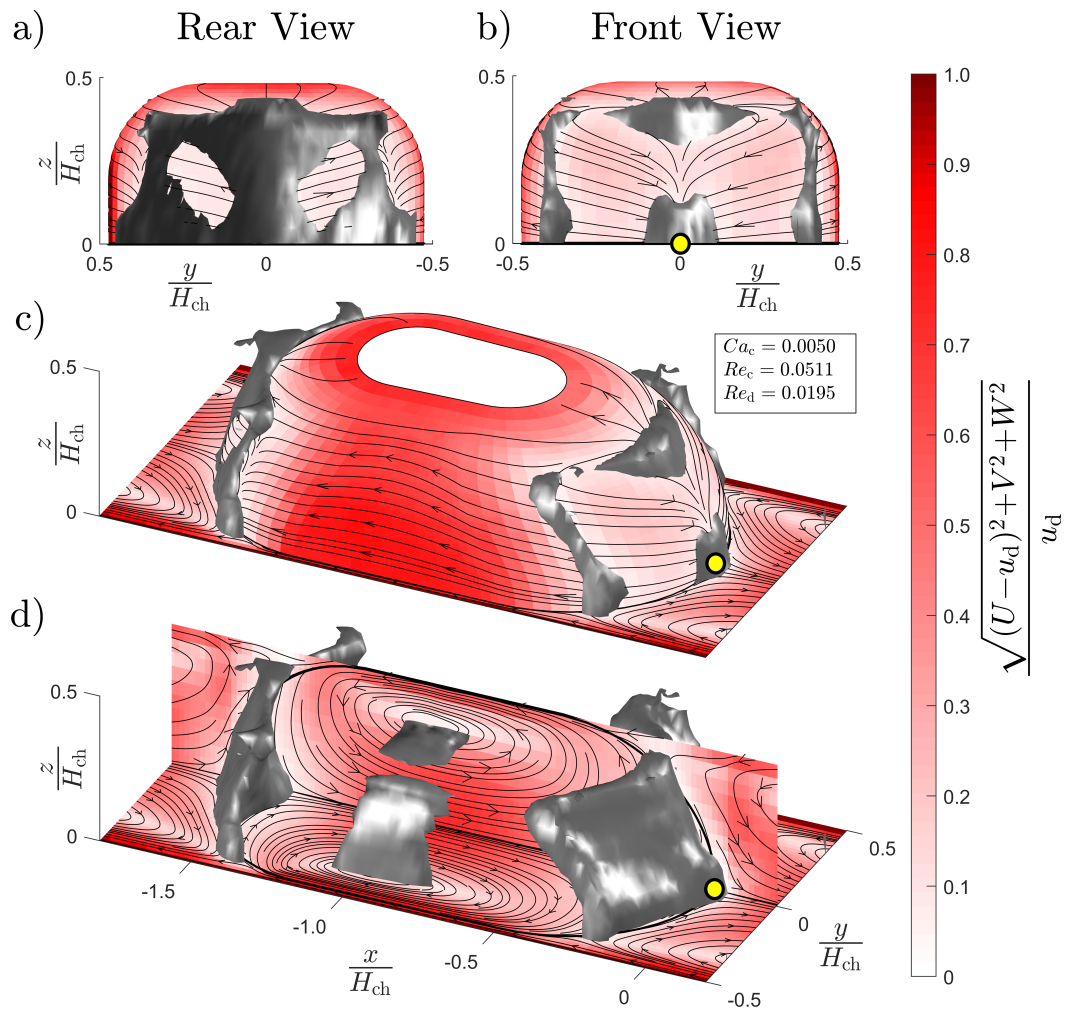 a)
Rear View
b)
Front View
0.5
z
H_ch
0
0.5
0
-0.5
y
H_ch
0.5
0
-0.5
0
0.5
y
H_ch
1.0
0.9
0.8
0.7
0.6
0.5
0.4
0.3
0.2
0.1
0
√((U−u_d)²+V²+W²)
u_d
c)
Ca_c = 0.0050
Re_c = 0.0511
Re_d = 0.0195
0.5
z
H_ch
0
d)
0.5
z
H_ch
0
-1.5
-1.0
-0.5
0
x
H_ch
-0.5
0
0.5
y
H_ch